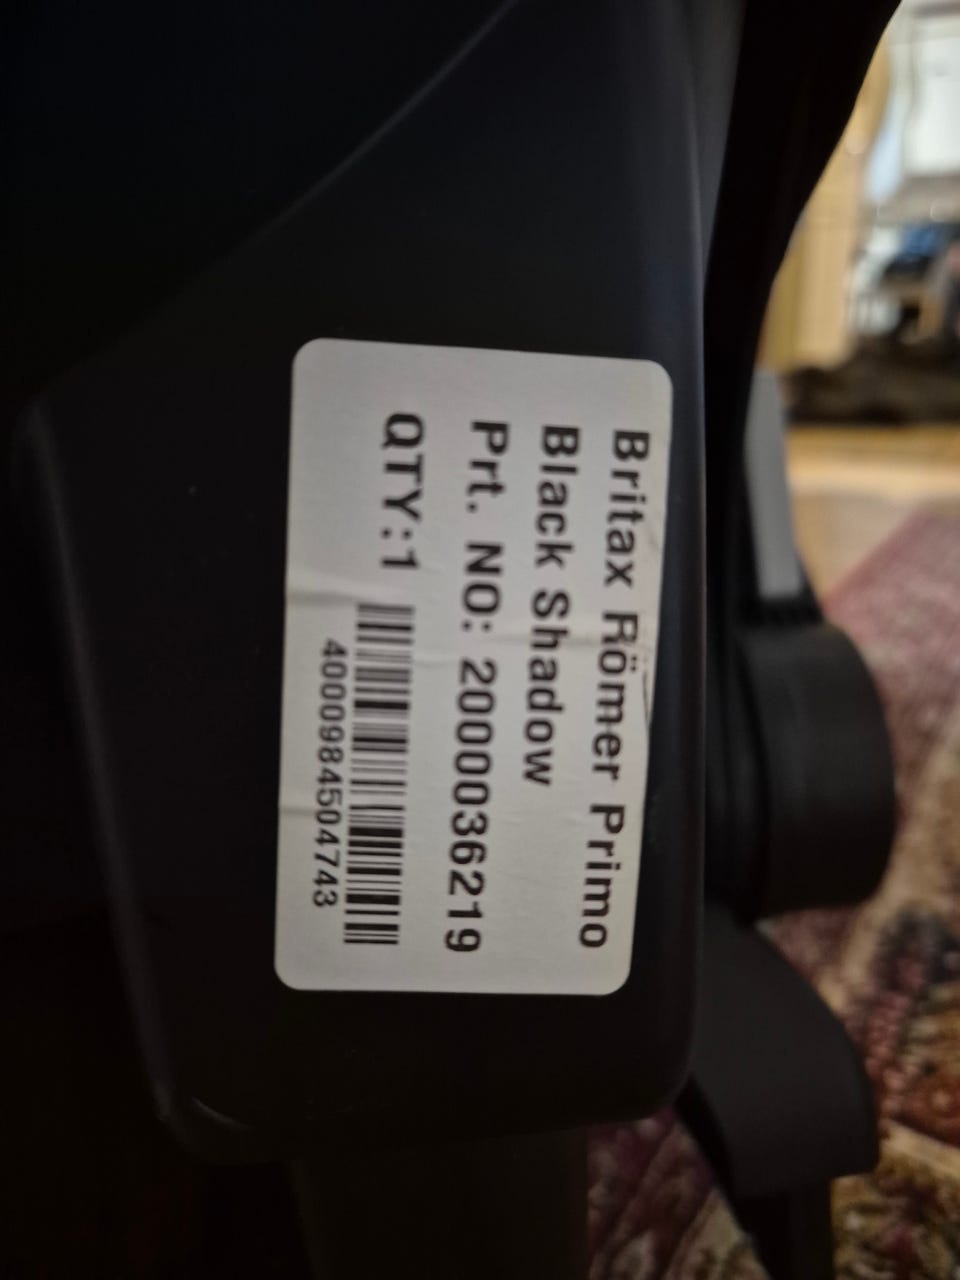 Britax Römer Primo
Black Shadow
Prt. NO: 2000036219
QTY:1
4000984504743